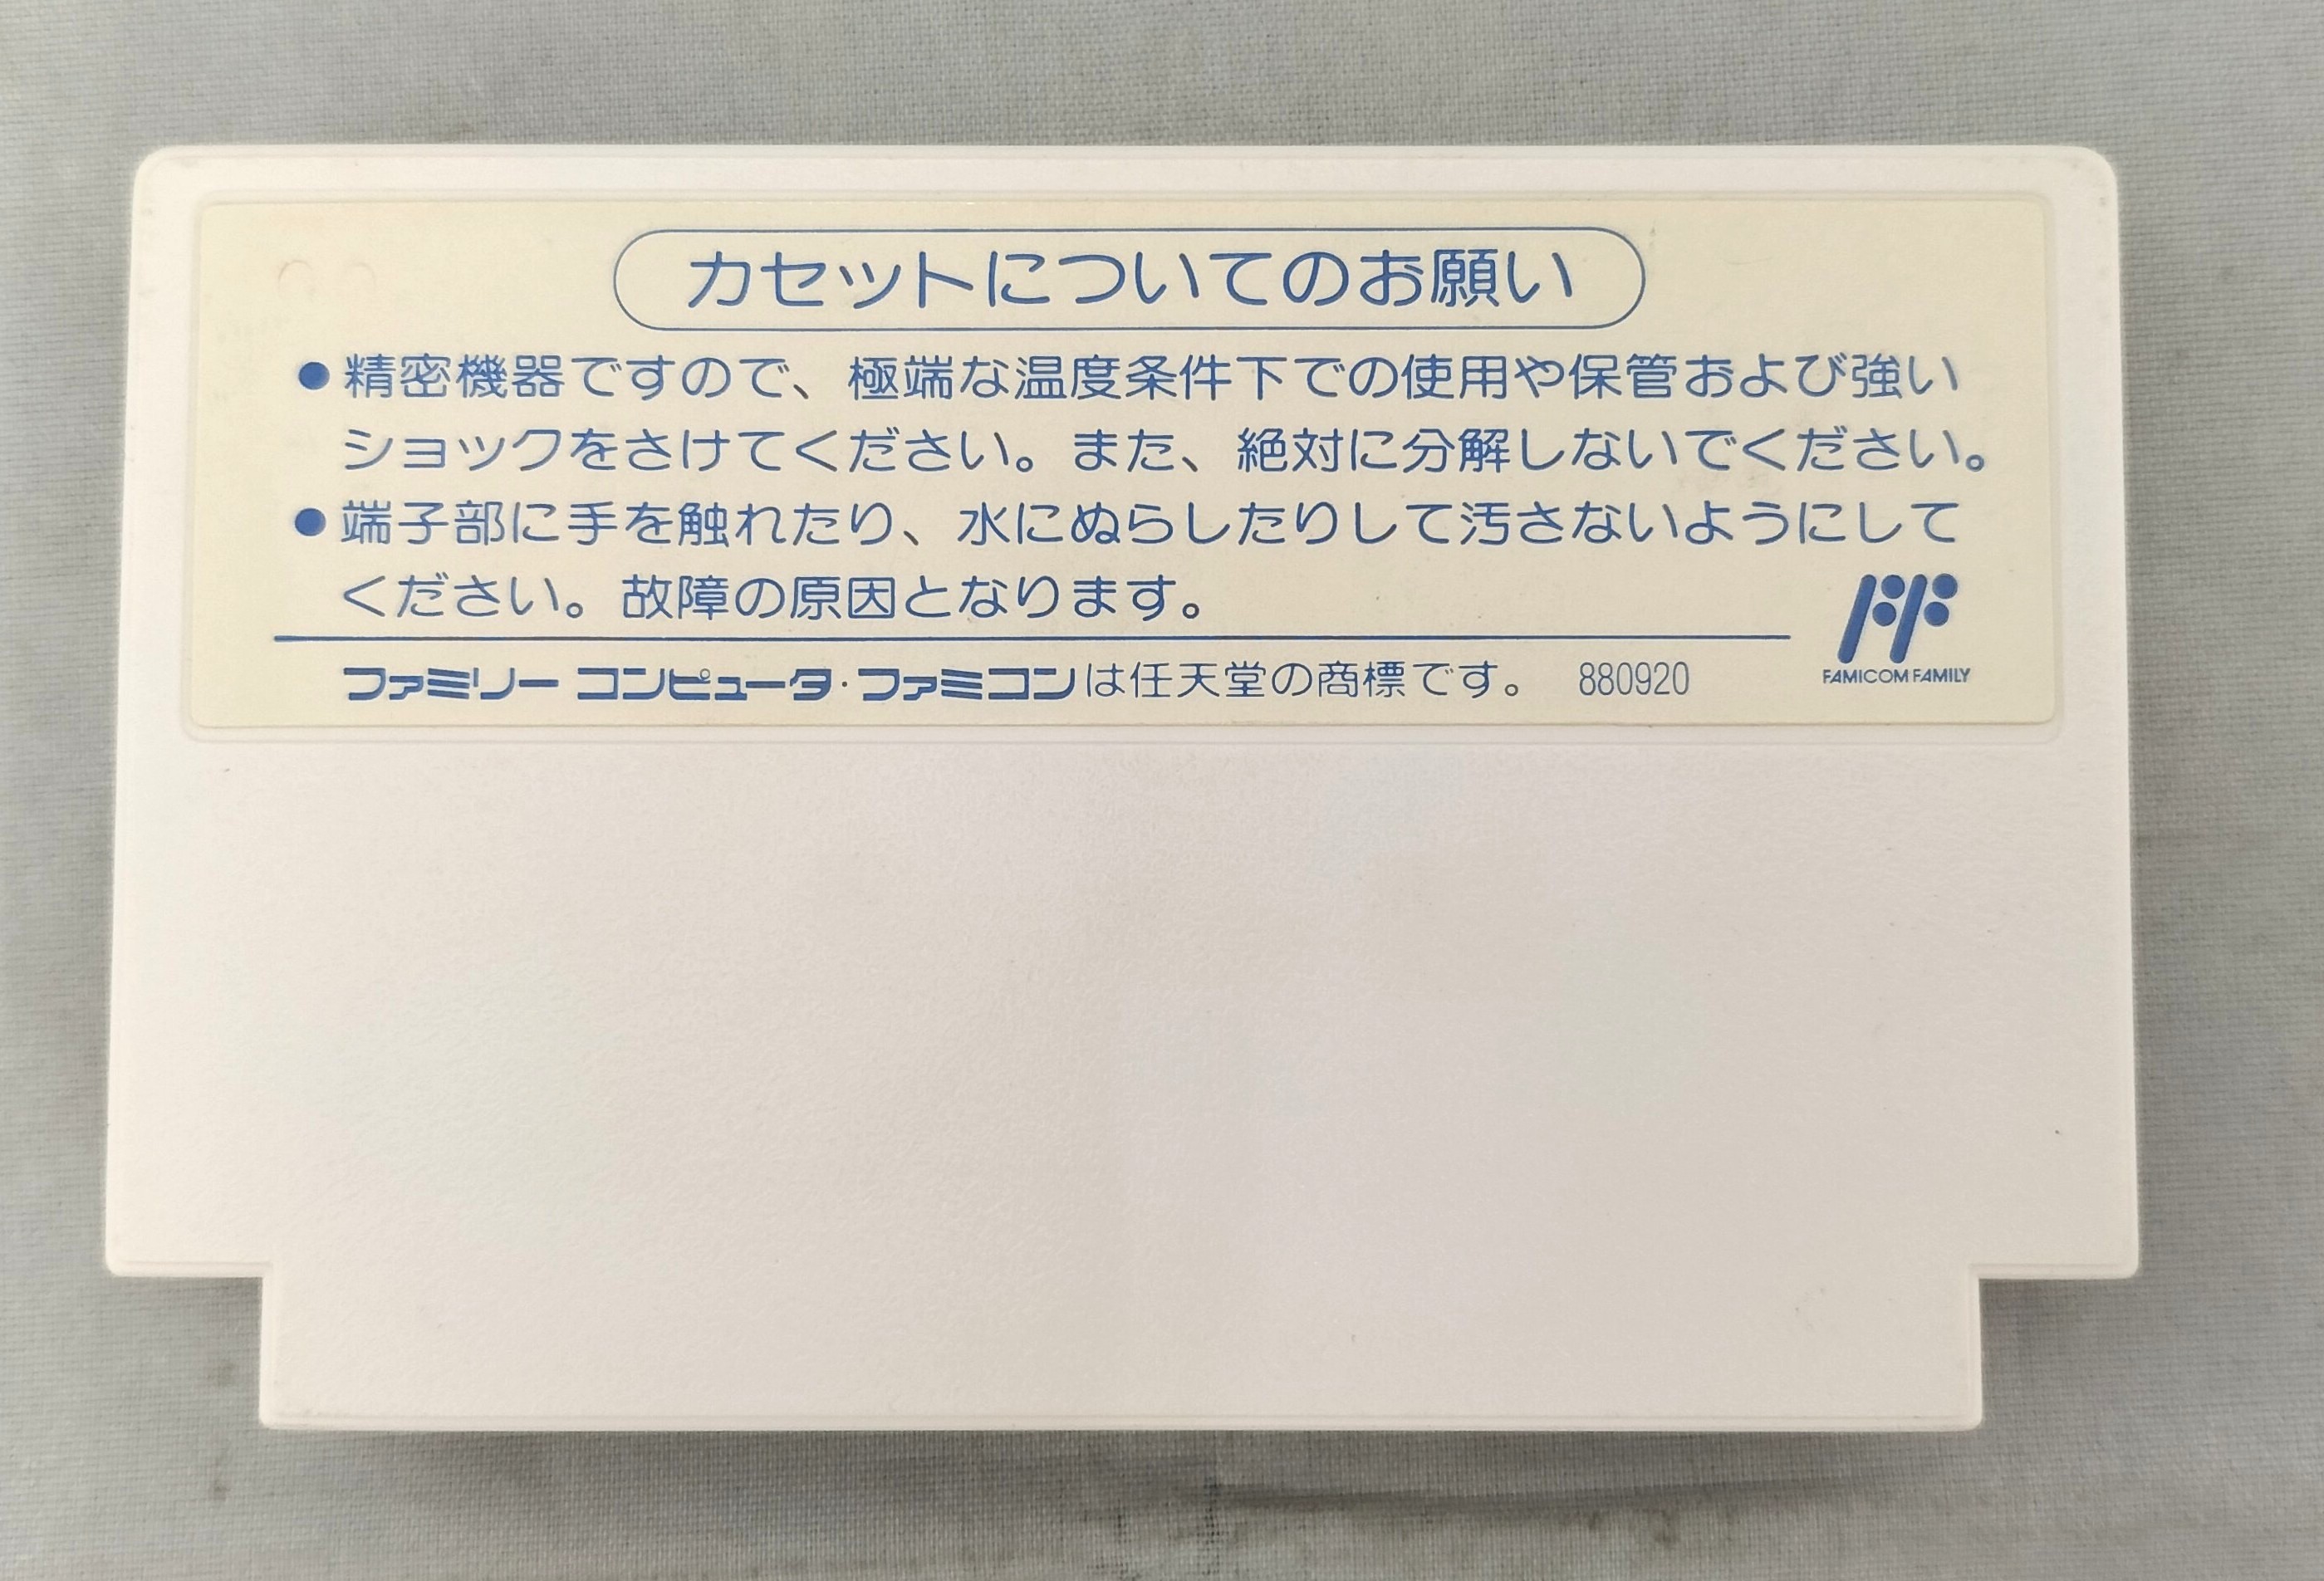 カセットについてのお願い
●精密機器ですので、極端な温度条件下での使用や保管および強い
ショックをさけてください。また、絶対に分解しないでください。
●端子部に手を触れたり、水にぬらしたりして汚さないようにして
ください。故障の原因となります。
ファミリー コンピュータ・ファミコンは任天堂の商標です。 880920
FAMICOM FAMILY